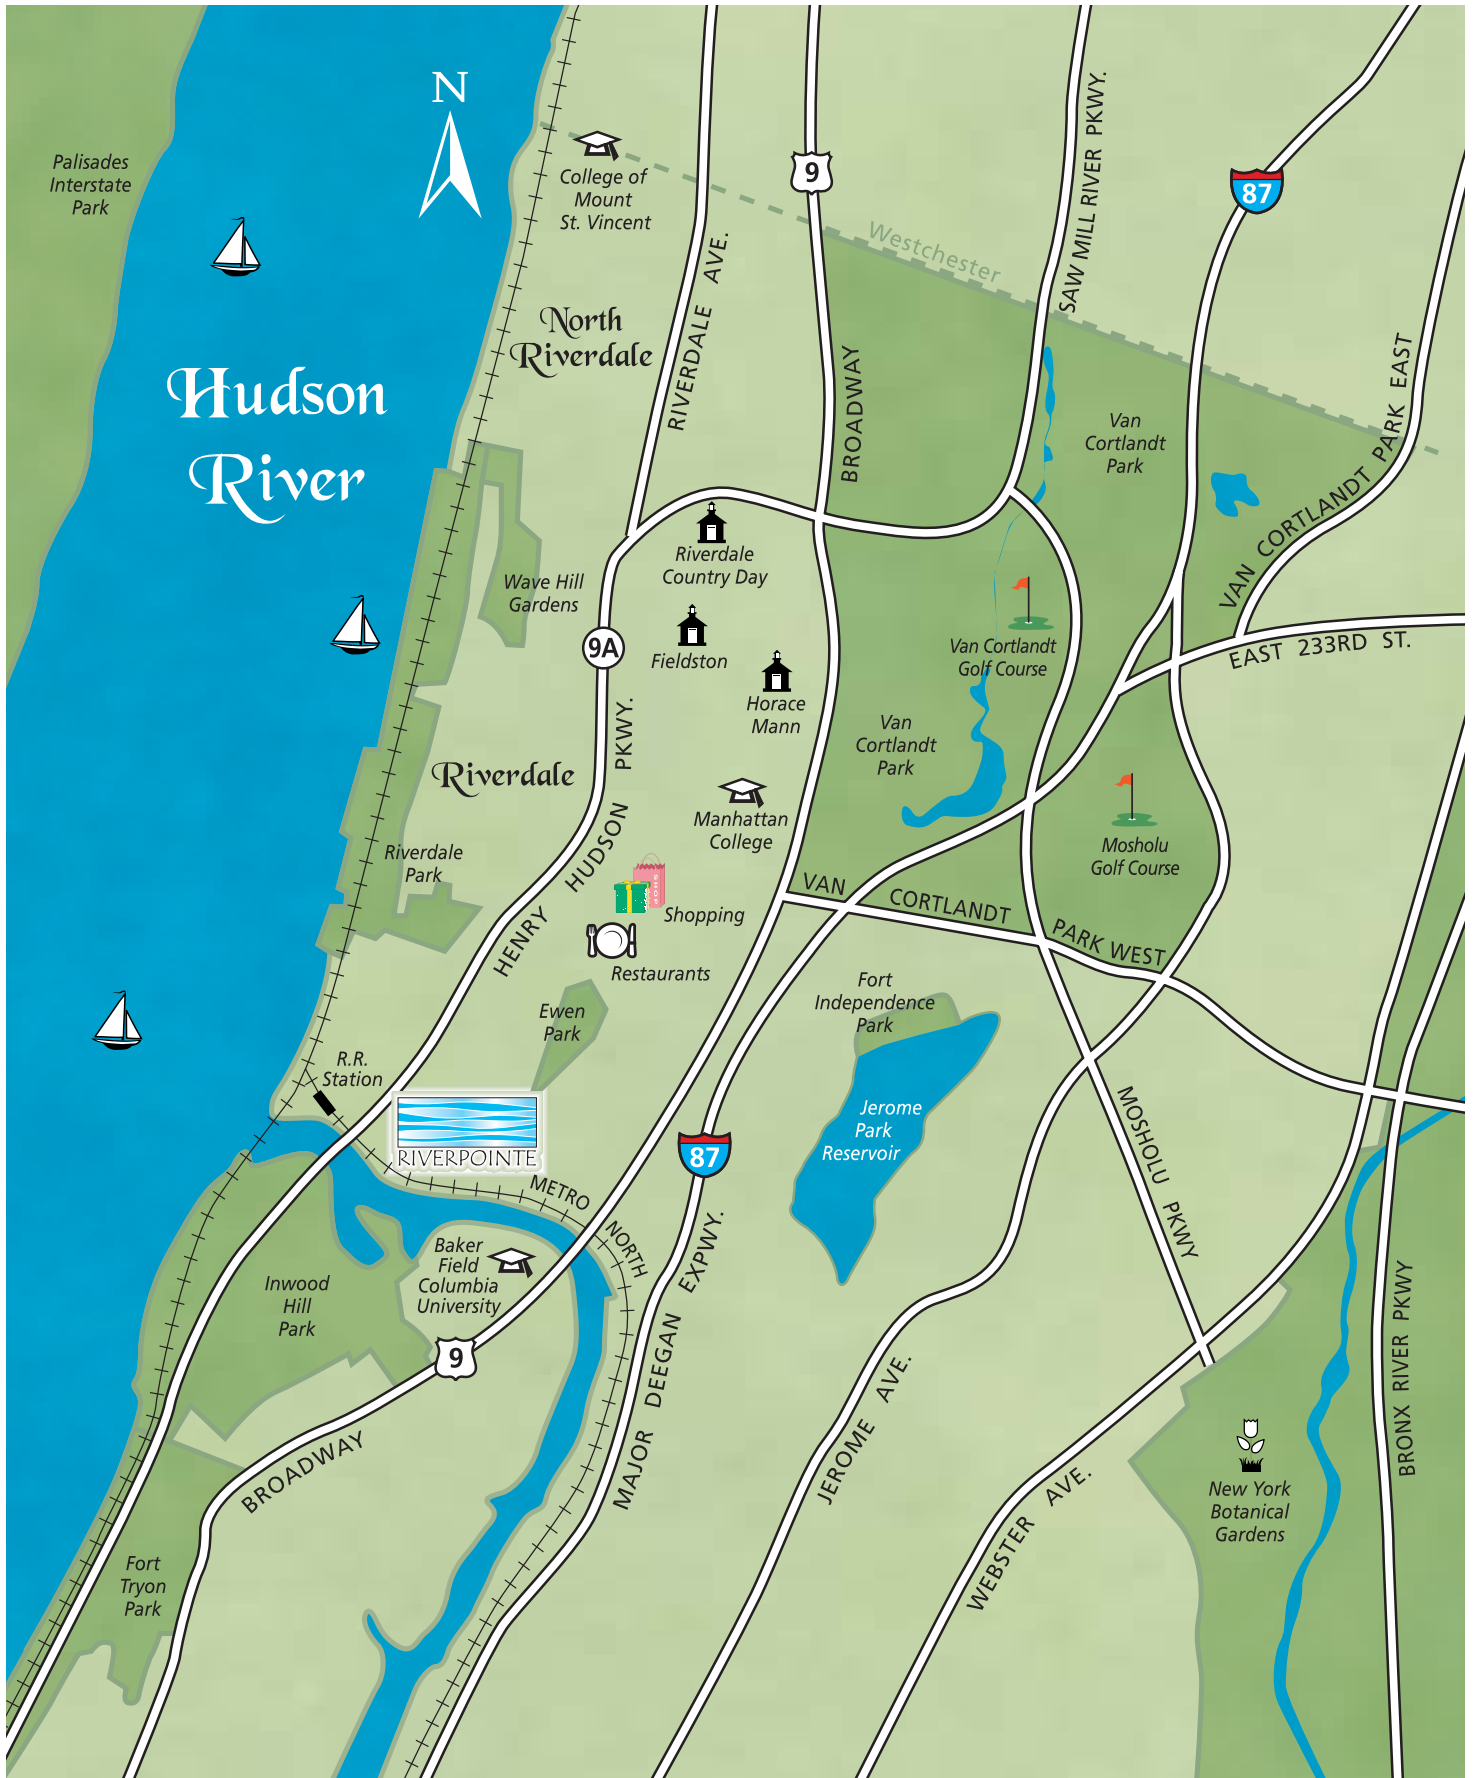 N
Palisades
Interstate
Park
College of
Mount
St. Vincent
9
87
Westchester
SAW MILL RIVER PKWY.
RIVERDALE AVE.
North
Riverdale
Hudson
River
BROADWAY
Van
Cortlandt
Park
VAN CORTLANDT PARK EAST
Riverdale
Country Day
Wave Hill
Gardens
9A
Fieldston
Van Cortlandt
Golf Course
EAST 233RD ST.
Horace
Mann
Van
Cortlandt
Park
Riverdale
HENRY HUDSON PKWY.
Manhattan
College
Mosholu
Golf Course
Riverdale
Park
SHOP
Shopping
VAN CORTLANDT PARK WEST
Restaurants
Ewen
Park
Fort
Independence
Park
R.R.
Station
RIVERPOINTE
Jerome
Park
Reservoir
87
MOSHOLU PKWY
METRO NORTH
Baker
Field
Columbia
University
Inwood
Hill
Park
9
MAJOR DEEGAN EXPWY.
JEROME AVE.
BRONX RIVER PKWY
BROADWAY
WEBSTER AVE.
New York
Botanical
Gardens
Fort
Tryon
Park